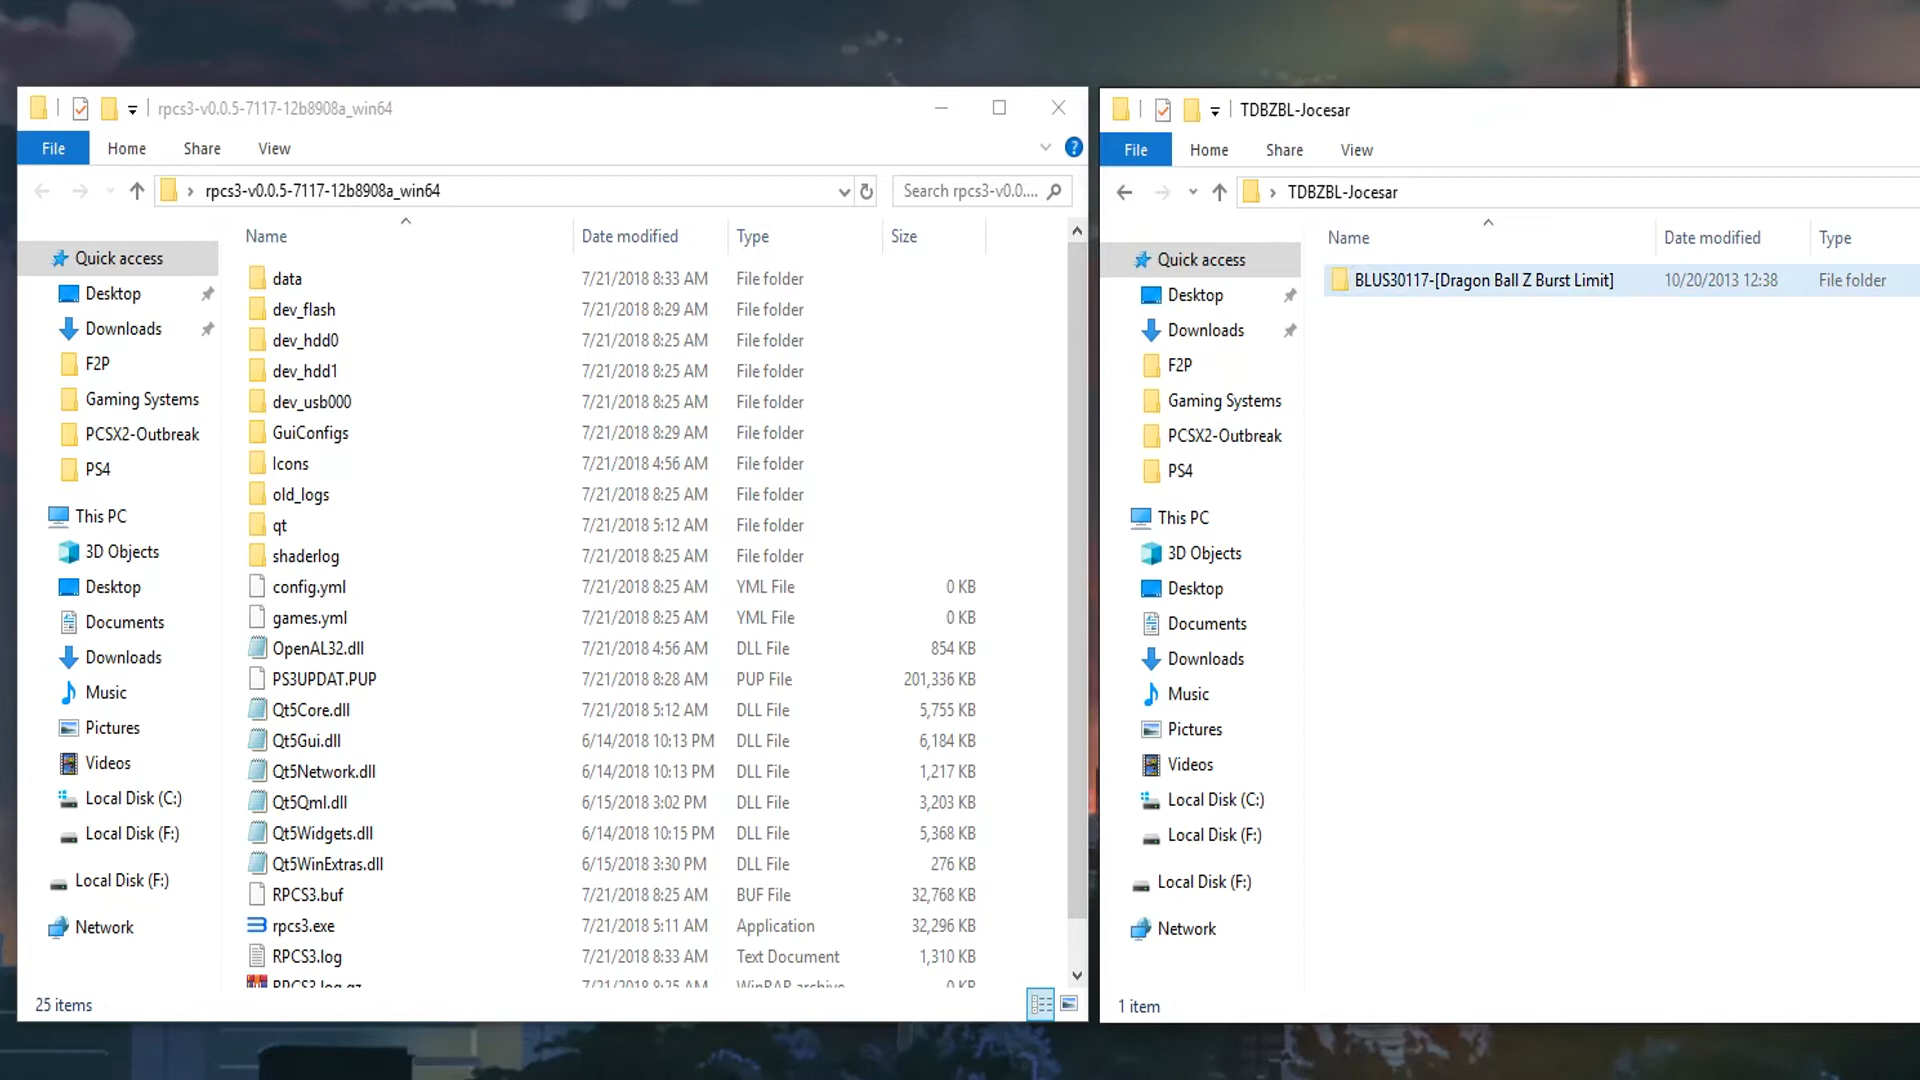 rpcs3-v0.0.5-7117-12b8908a_win64
File Home Share View
rpcs3-v0.0.5-7117-12b8908a_win64
Search rpcs3-v0.0....
Quick access
Desktop
Downloads
F2P
Gaming Systems
PCSX2-Outbreak
PS4
This PC
3D Objects
Desktop
Documents
Downloads
Music
Pictures
Videos
Local Disk (C:)
Local Disk (F:)
Local Disk (F:)
Network
Name Date modified Type Size
data 7/21/2018 8:33 AM File folder
dev_flash 7/21/2018 8:29 AM File folder
dev_hdd0 7/21/2018 8:25 AM File folder
dev_hdd1 7/21/2018 8:25 AM File folder
dev_usb000 7/21/2018 8:25 AM File folder
GuiConfigs 7/21/2018 8:29 AM File folder
Icons 7/21/2018 4:56 AM File folder
old_logs 7/21/2018 8:25 AM File folder
qt 7/21/2018 5:12 AM File folder
shaderlog 7/21/2018 8:25 AM File folder
config.yml 7/21/2018 8:25 AM YML File 0 KB
games.yml 7/21/2018 8:25 AM YML File 0 KB
OpenAL32.dll 7/21/2018 4:56 AM DLL File 854 KB
PS3UPDAT.PUP 7/21/2018 8:28 AM PUP File 201,336 KB
Qt5Core.dll 7/21/2018 5:12 AM DLL File 5,755 KB
Qt5Gui.dll 6/14/2018 10:13 PM DLL File 6,184 KB
Qt5Network.dll 6/14/2018 10:13 PM DLL File 1,217 KB
Qt5Qml.dll 6/15/2018 3:02 PM DLL File 3,203 KB
Qt5Widgets.dll 6/14/2018 10:15 PM DLL File 5,368 KB
Qt5WinExtras.dll 6/15/2018 3:30 PM DLL File 276 KB
RPCS3.buf 7/21/2018 8:25 AM BUF File 32,768 KB
rpcs3.exe 7/21/2018 5:11 AM Application 32,296 KB
RPCS3.log 7/21/2018 8:33 AM Text Document 1,310 KB
RPCS3.log.gz 7/21/2018 8:25 AM WinRAR archive 0 KB
25 items
TDBZBL-Jocesar
File Home Share View
TDBZBL-Jocesar
Quick access
Desktop
Downloads
F2P
Gaming Systems
PCSX2-Outbreak
PS4
This PC
3D Objects
Desktop
Documents
Downloads
Music
Pictures
Videos
Local Disk (C:)
Local Disk (F:)
Local Disk (F:)
Network
Name Date modified Type
BLUS30117-[Dragon Ball Z Burst Limit] 10/20/2013 12:38 File folder
1 item